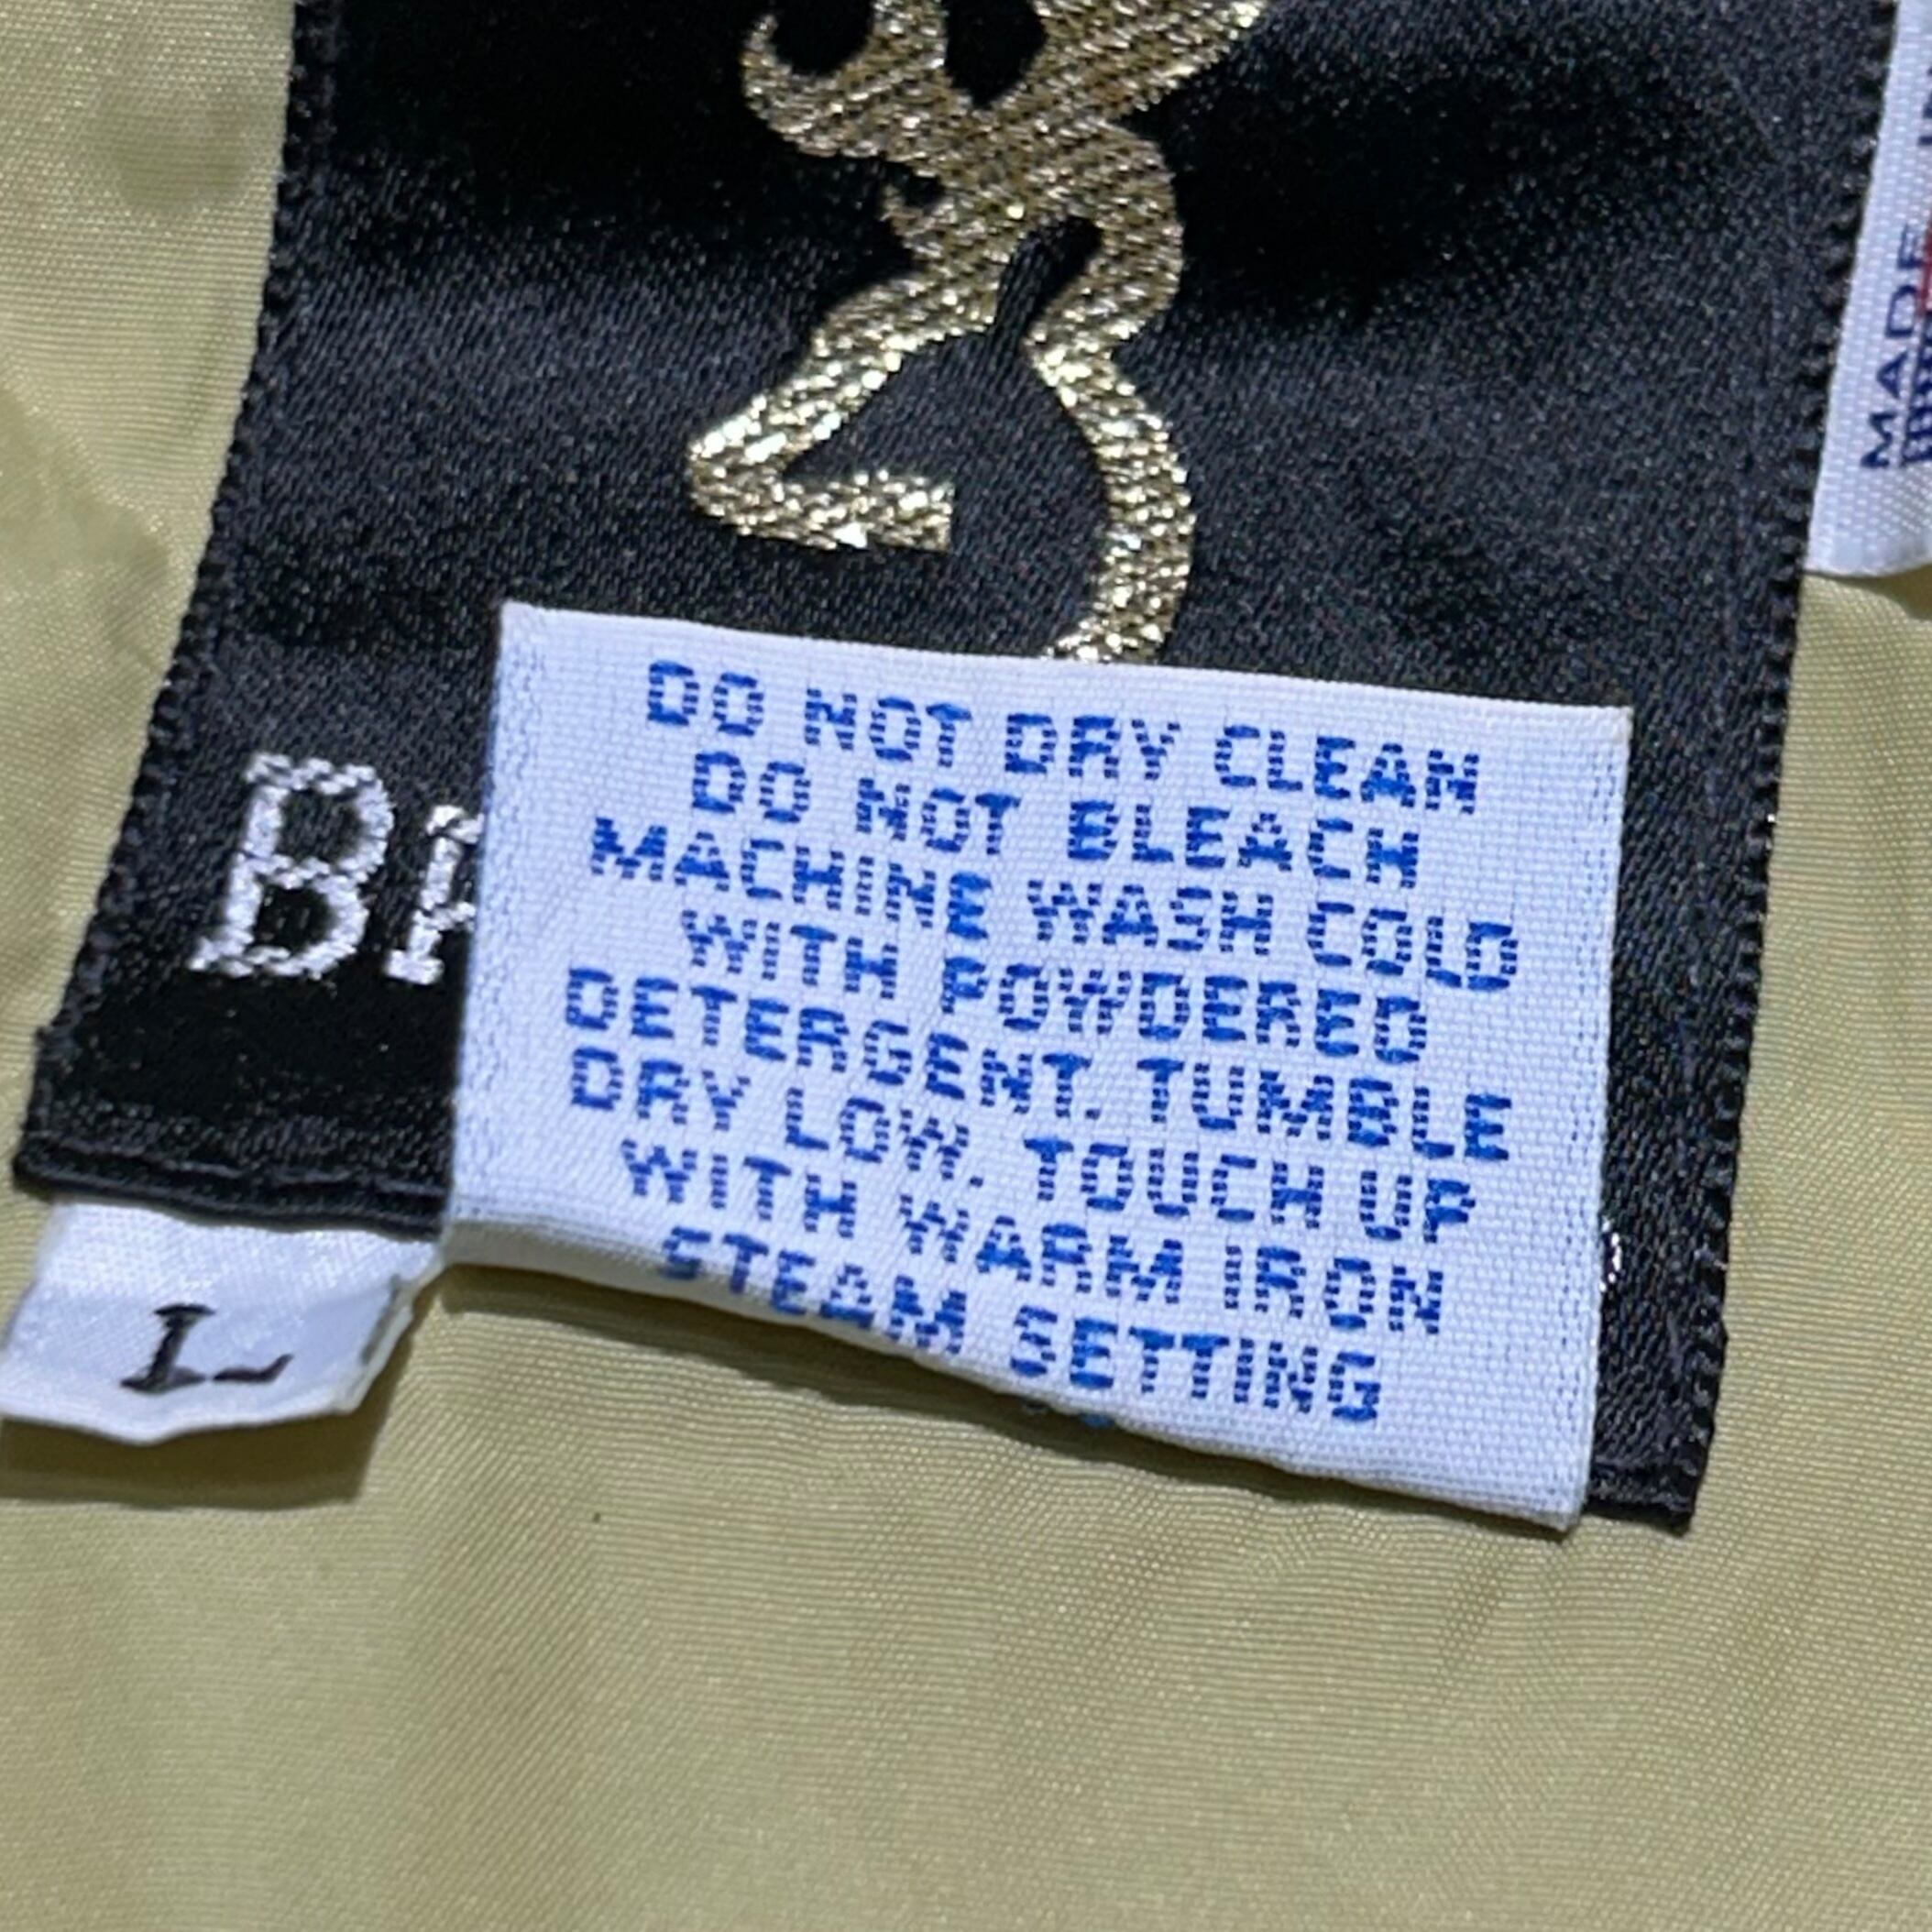 MADE
DO NOT DRY CLEAN
DO NOT BLEACH
MACHINE WASH COLD
WITH POWDERED
DETERGENT. TUMBLE
DRY LOW. TOUCH UP
WITH WARM IRON
STEAM SETTING
L